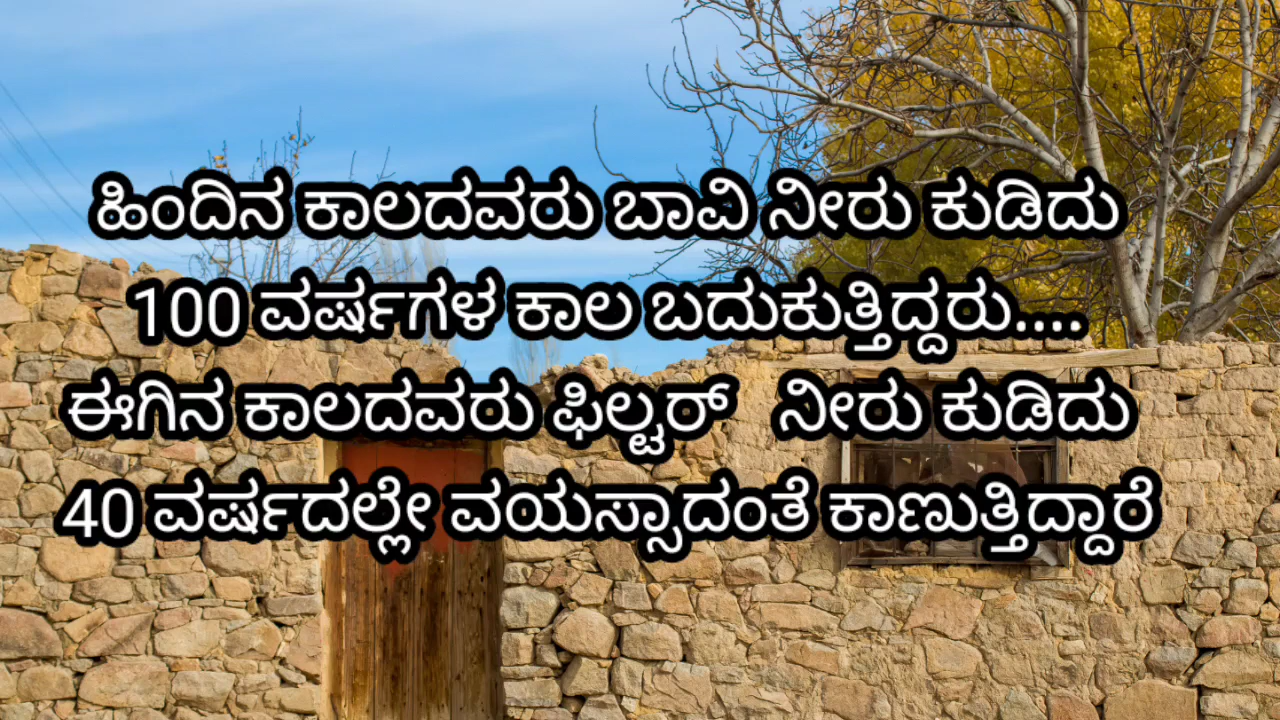 ಹಿಂದಿನ ಕಾಲದವರು ಬಾವಿ ನೀರು ಕುಡಿದು
100 ವರ್ಷಗಳ ಕಾಲ ಬದುಕುತ್ತಿದ್ದರು....
ಈಗಿನ ಕಾಲದವರು ಫಿಲ್ಟರ್ ನೀರು ಕುಡಿದು
40 ವರ್ಷದಲ್ಲೇ ವಯಸ್ಸಾದಂತೆ ಕಾಣುತ್ತಿದ್ದಾರೆ